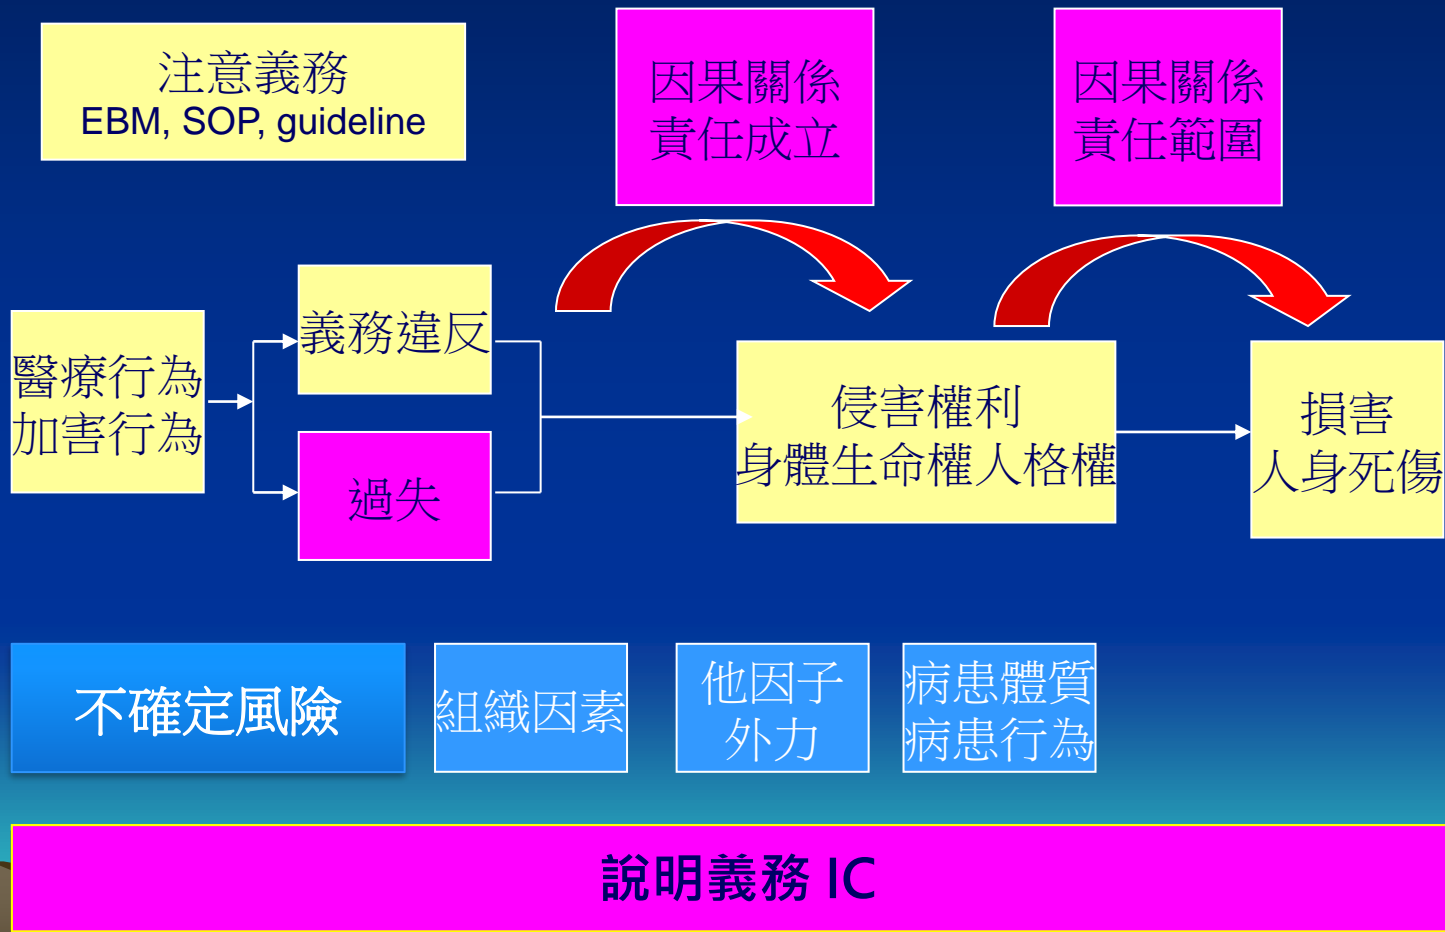 注意義務
EBM, SOP, guideline
因果關係
責任成立
因果關係
責任範圍
醫療行為
加害行為
義務違反
過失
侵害權利
身體生命權人格權
損害
人身死傷
不確定風險
組織因素
他因子
外力
病患體質
病患行為
說明義務 IC